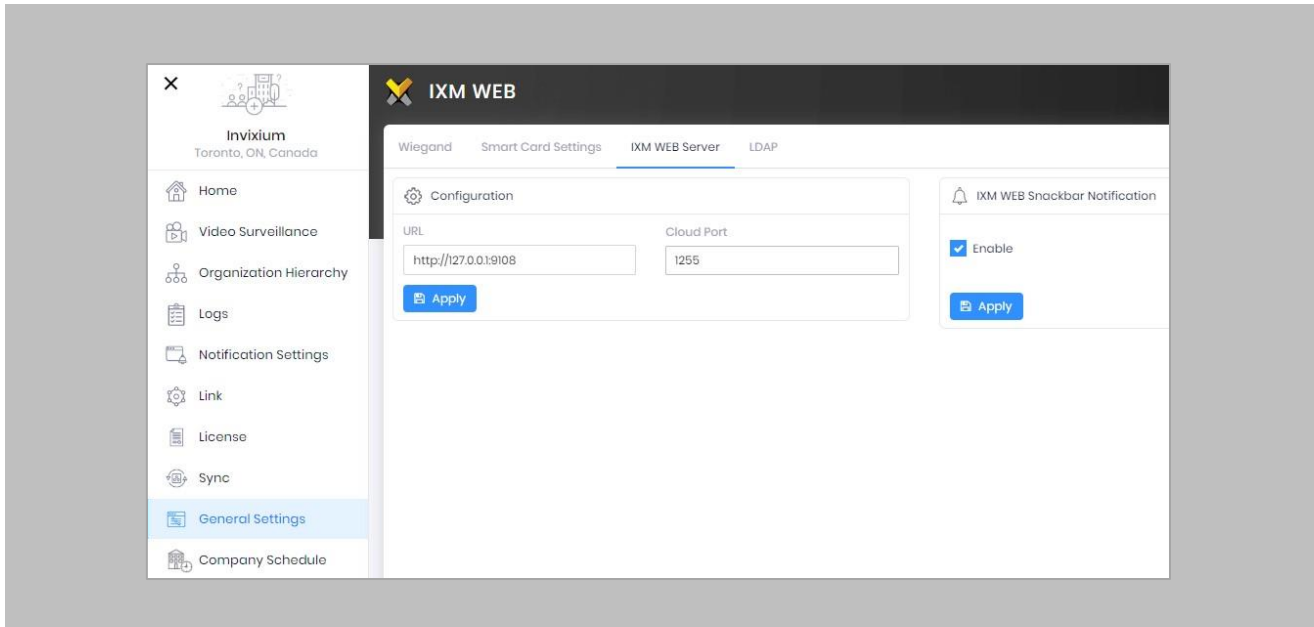 Invixium
Toronto, ON, Canada
Home
Video Surveillance
Organization Hierarchy
Logs
Notification Settings
Link
License
Sync
General Settings
Company Schedule
IXM WEB
Wiegand Smart Card Settings IXM WEB Server LDAP
Configuration
URL Cloud Port
http://127.0.0.1:9108 1255
Apply
IXM WEB Snackbar Notification
Enable
Apply